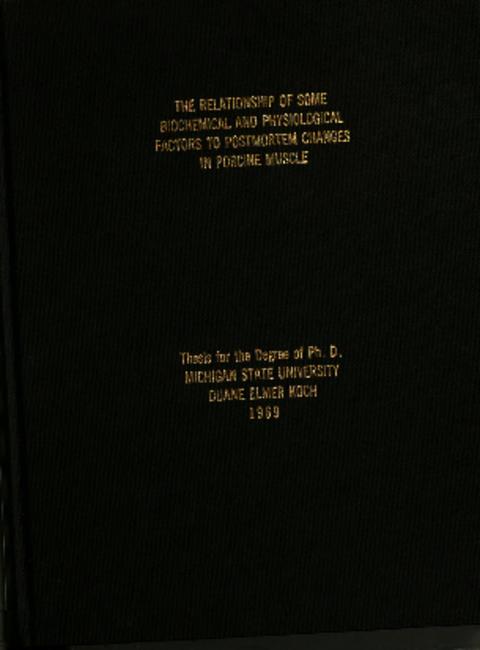 THE RELATIONSHIP OF SOME
BIOCHEMICAL AND PHYSIOLOGICAL
FACTORS TO POSTMORTEM CHANGES
IN PORCINE MUSCLE
Thesis for the Degree of Ph. D.
MICHIGAN STATE UNIVERSITY
DUANE ELMER KOCH
1969